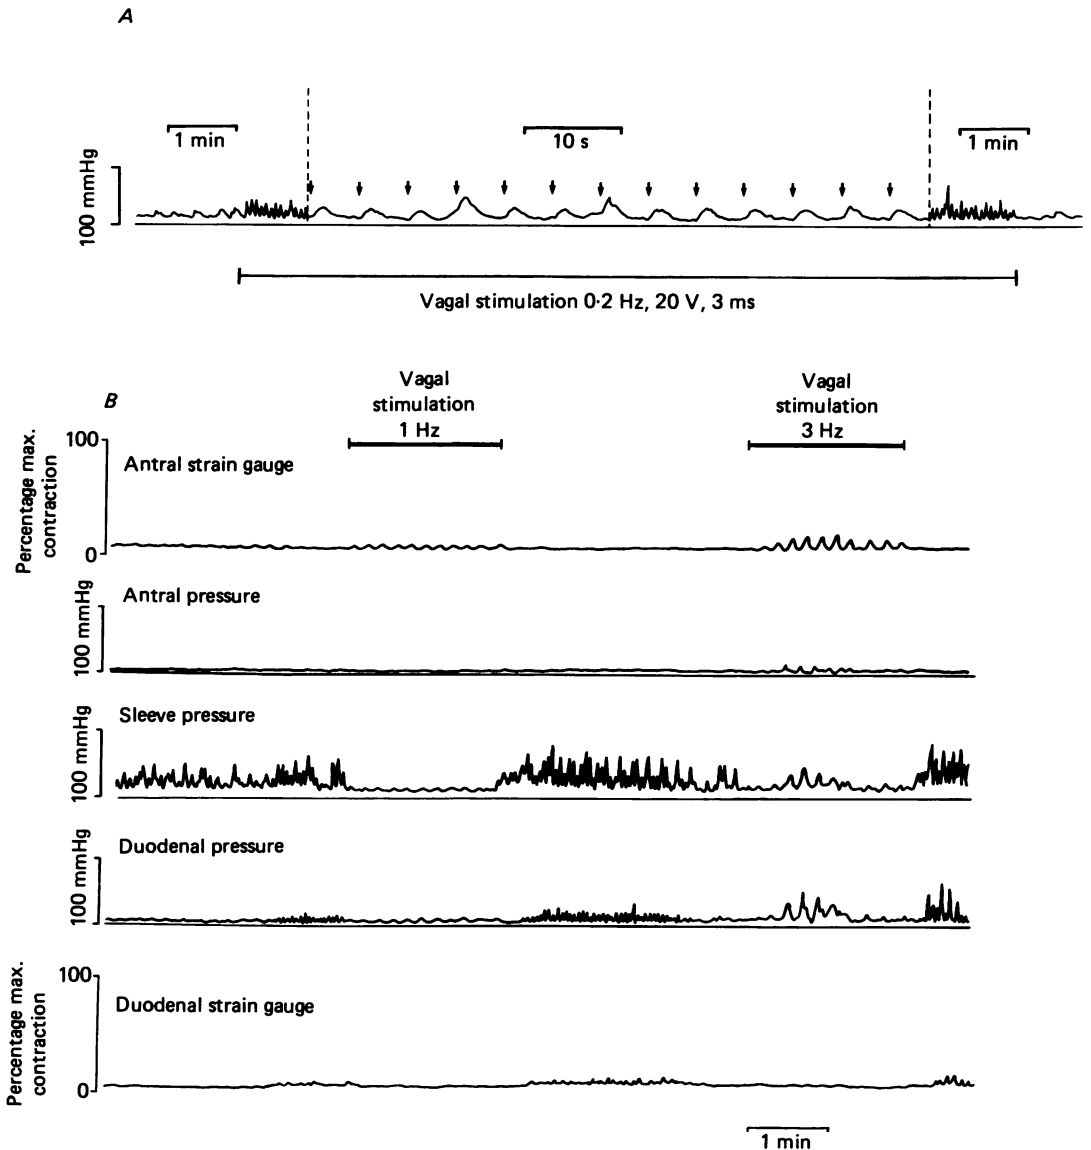 A
1 min
10 s
1 min
100 mmHg
Vagal stimulation 0·2 Hz, 20 V, 3 ms
B
Vagal
stimulation
1 Hz
Vagal
stimulation
3 Hz
Percentage max.
contraction
100
0
Antral strain gauge
100 mmHg
Antral pressure
100 mmHg
Sleeve pressure
100 mmHg
Duodenal pressure
Percentage max.
contraction
100
0
Duodenal strain gauge
1 min